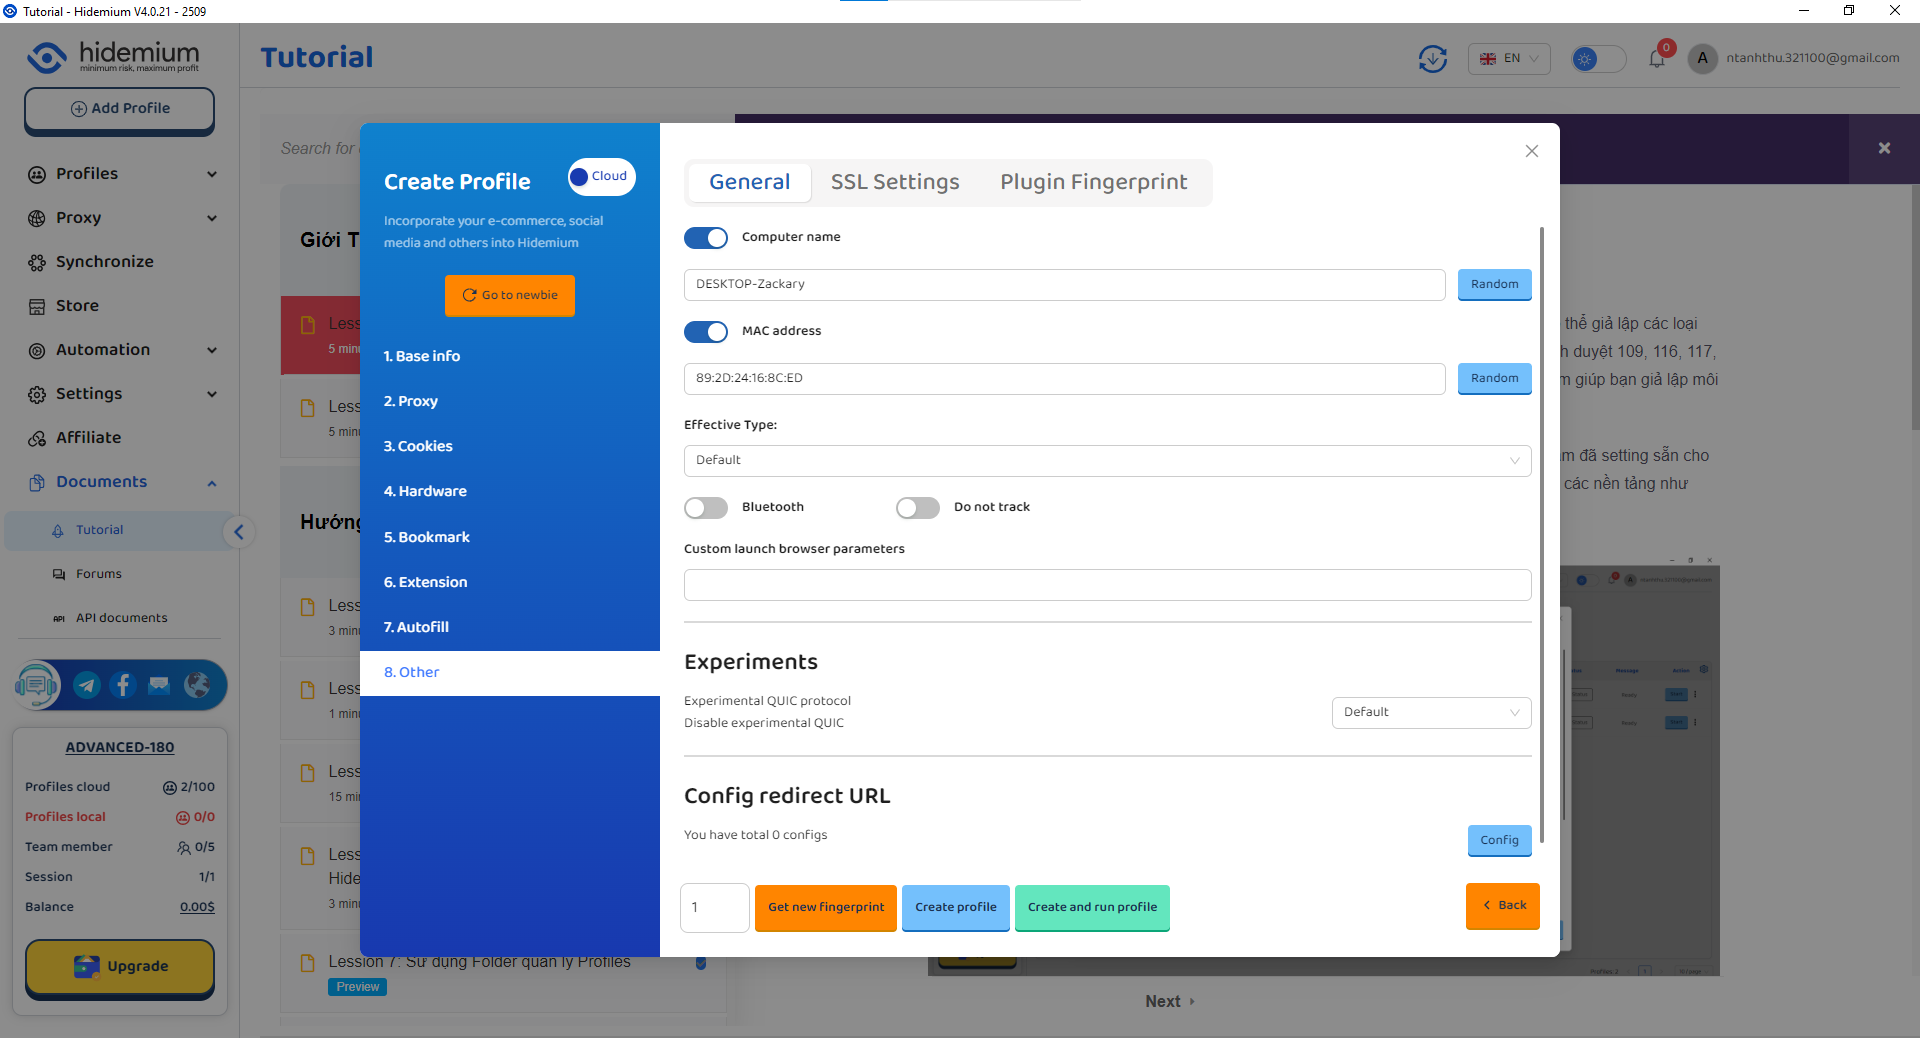 Tutorial - Hidemium V4.0.21 - 2509
hidemium
minimum risk, maximum profit
Add Profile
Profiles
Proxy
Synchronize
Store
Automation
Settings
Affiliate
Documents
Tutorial
Forums
API documents
ADVANCED-180
Profiles cloud 2/100
Profiles local 0/0
Team member 0/5
Session 1/1
Balance 0.00$
Upgrade
Tutorial
EN
0
A
ntanhthu.321100@gmail.com
Search for
Giới T
Less
5 minu
Less
5 minu
Hướng
Less
3 minu
Less
1 minu
Less
15 min
Less
Hide
3 minu
Lession 7: Sử dụng Folder quản lý Profiles
Preview
Create Profile
Cloud
Incorporate your e-commerce, social
media and others into Hidemium
Go to newbie
1. Base info
2. Proxy
3. Cookies
4. Hardware
5. Bookmark
6. Extension
7. Autofill
8. Other
General SSL Settings Plugin Fingerprint
Computer name
DESKTOP-Zackary Random
MAC address
89:2D:24:16:8C:ED Random
Effective Type:
Default
Bluetooth Do not track
Custom launch browser parameters
Experiments
Experimental QUIC protocol
Disable experimental QUIC
Default
Config redirect URL
You have total 0 configs
Config
1 Get new fingerprint Create profile Create and run profile Back
thể giả lập các loại
h duyệt 109, 116, 117,
m giúp bạn giả lập môi
ăm đã setting sẵn cho
các nền tảng như
Next